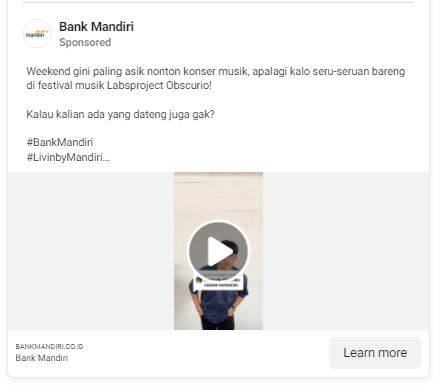 mandiri
Bank Mandiri
Sponsored
Weekend gini paling asik nonton konser musik, apalagi kalo seru-seruan bareng
di festival musik Labsproject Obscurio!
Kalau kalian ada yang dateng juga gak?
#BankMandiri
#LivinbyMandiri...
BANKMANDIRI.CO.ID
Bank Mandiri
Learn more